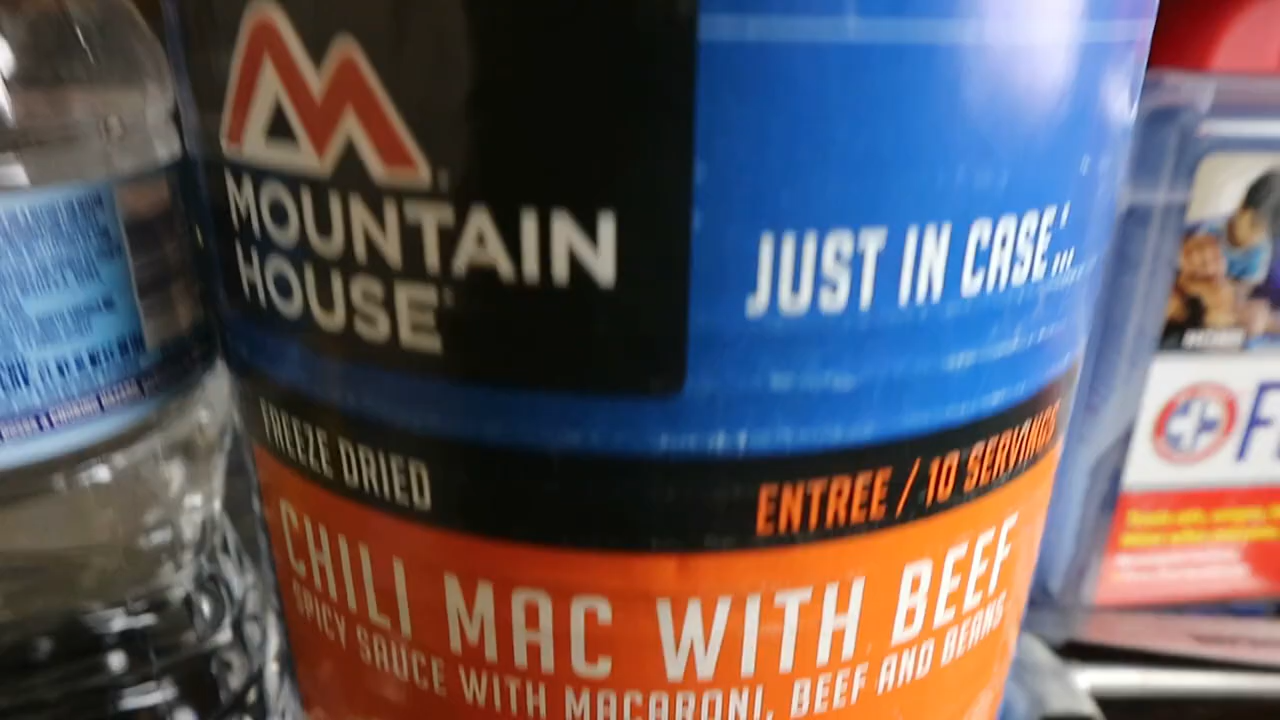 MOUNTAIN
HOUSE
JUST IN CASE...
FREEZE DRIED
ENTREE / 10 SERVINGS
CHILI MAC WITH BEEF
SPICY SAUCE WITH MACARONI, BEEF AND BEANS